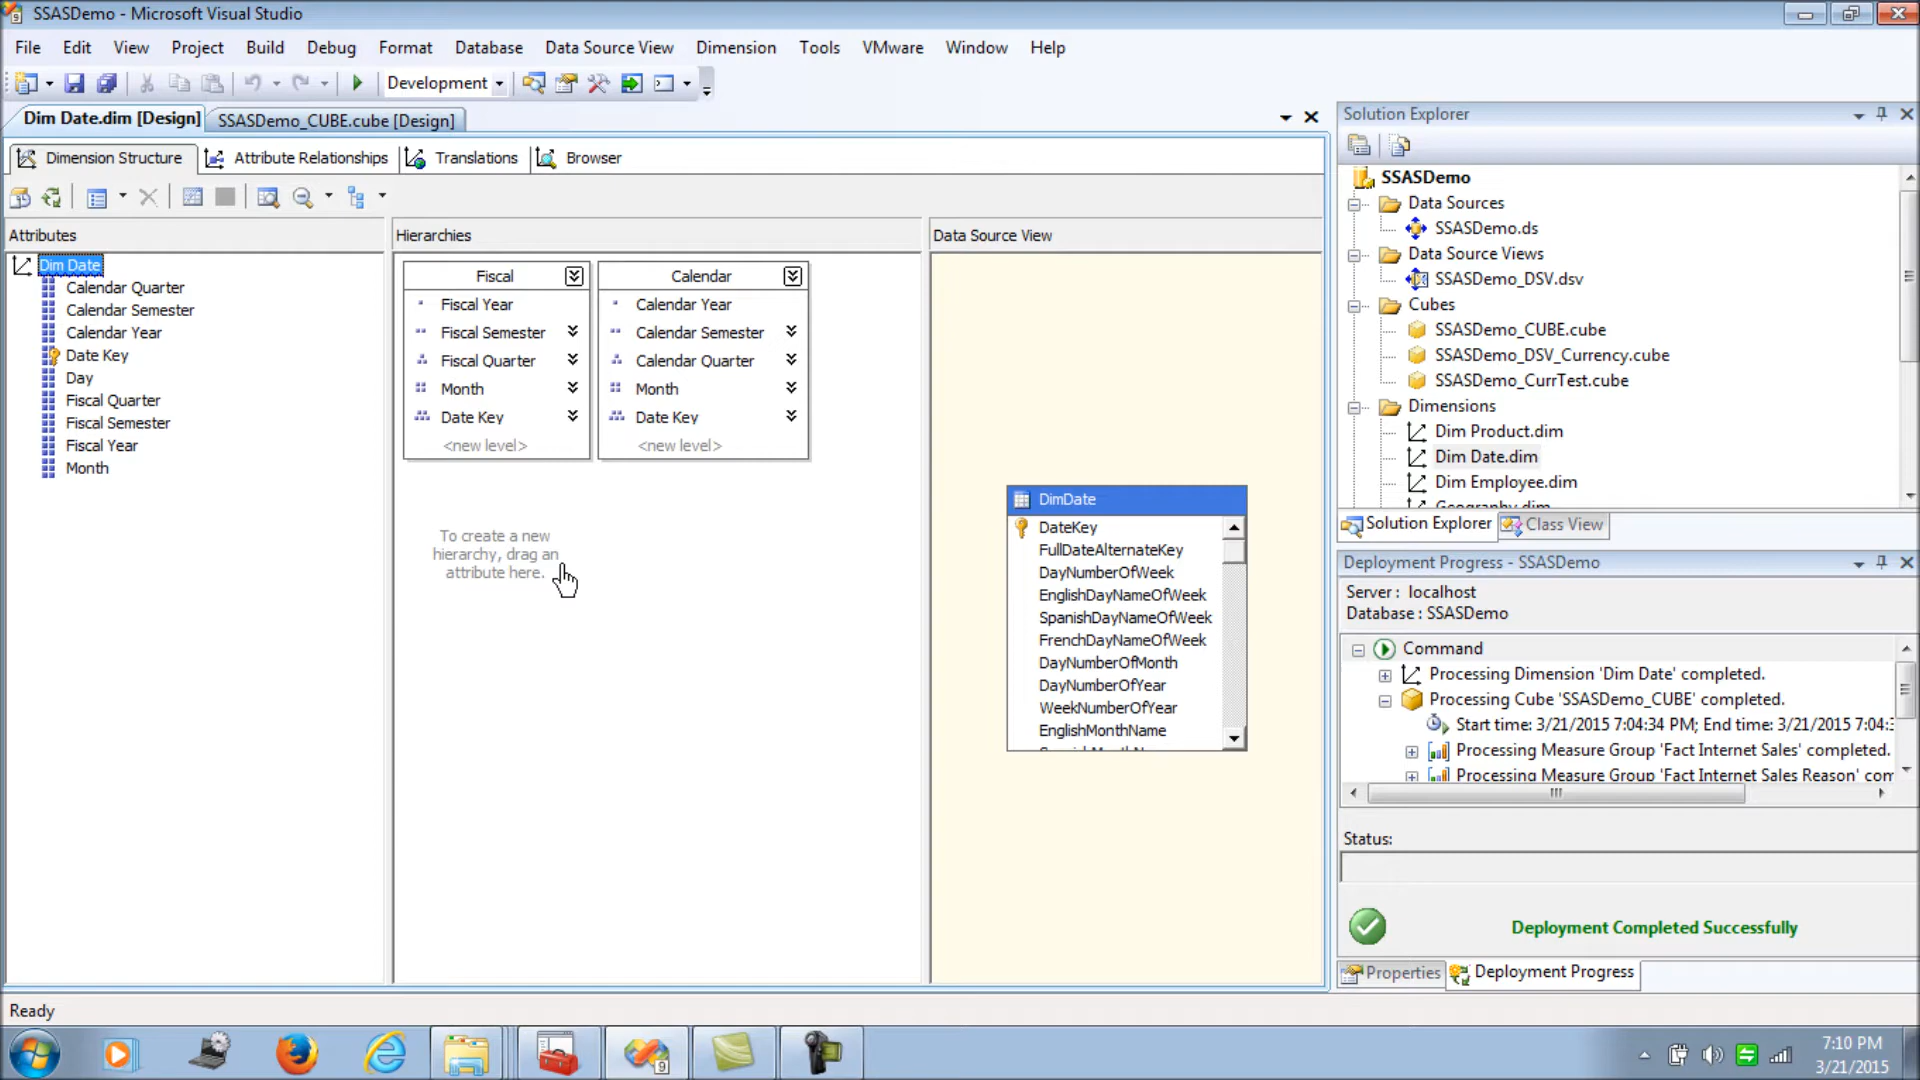 SSASDemo - Microsoft Visual Studio
File Edit View Project Build Debug Format Database Data Source View Dimension Tools VMware Window Help
Development
Dim Date.dim [Design] SSASDemo_CUBE.cube [Design]
Dimension Structure Attribute Relationships Translations Browser
Attributes
Dim Date
Calendar Quarter
Calendar Semester
Calendar Year
Date Key
Day
Fiscal Quarter
Fiscal Semester
Fiscal Year
Month
Hierarchies
Fiscal
Fiscal Year
Fiscal Semester
Fiscal Quarter
Month
Date Key
<new level>
Calendar
Calendar Year
Calendar Semester
Calendar Quarter
Month
Date Key
<new level>
To create a new
hierarchy, drag an
attribute here.
Data Source View
DimDate
DateKey
FullDateAlternateKey
DayNumberOfWeek
EnglishDayNameOfWeek
SpanishDayNameOfWeek
FrenchDayNameOfWeek
DayNumberOfMonth
DayNumberOfYear
WeekNumberOfYear
EnglishMonthName
Solution Explorer
SSASDemo
Data Sources
SSASDemo.ds
Data Source Views
SSASDemo_DSV.dsv
Cubes
SSASDemo_CUBE.cube
SSASDemo_DSV_Currency.cube
SSASDemo_CurrTest.cube
Dimensions
Dim Product.dim
Dim Date.dim
Dim Employee.dim
Geography.dim
Solution Explorer Class View
Deployment Progress - SSASDemo
Server : localhost
Database : SSASDemo
Command
Processing Dimension 'Dim Date' completed.
Processing Cube 'SSASDemo_CUBE' completed.
Start time: 3/21/2015 7:04:34 PM; End time: 3/21/2015 7:04:
Processing Measure Group 'Fact Internet Sales' completed.
Processing Measure Group 'Fact Internet Sales Reason' com
Status:
Deployment Completed Successfully
Properties Deployment Progress
Ready
7:10 PM
3/21/2015